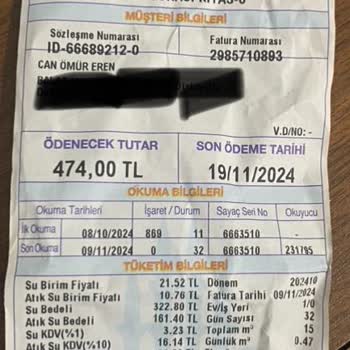 MÜŞTERİ BİLGİLERİ
Sözleşme Numarası
ID-66689212-0
Fatura Numarası
2985710893
CAN ÖMÜR EREN
V.D/NO: -
ÖDENECEK TUTAR
474,00 TL
SON ÖDEME TARİHİ
19/11/2024
OKUMA BİLGİLERİ
Okuma Tarihleri İşaret / Durum Sayaç Seri No Okuyucu
İlk Okuma 08/10/2024 869 11 6663510 -
Son Okuma 09/11/2024 0 32 6663510 231795
TÜKETİM BİLGİLERİ
Su Birim Fiyatı 21.52 TL Dönem 202410
Atık Su Birim Fiyatı 10.76 TL Fatura Tarihi 09/11/2024
Su Bedeli 322.80 TL Ev/İş Yeri 1/0
Atık Su Bedeli 161.40 TL Gün Sayısı 32
Su KDV(%1) 3.23 TL Toplam m³ 15
Atık Su KDV(%10) 16.14 TL Günlük m³ 0.47